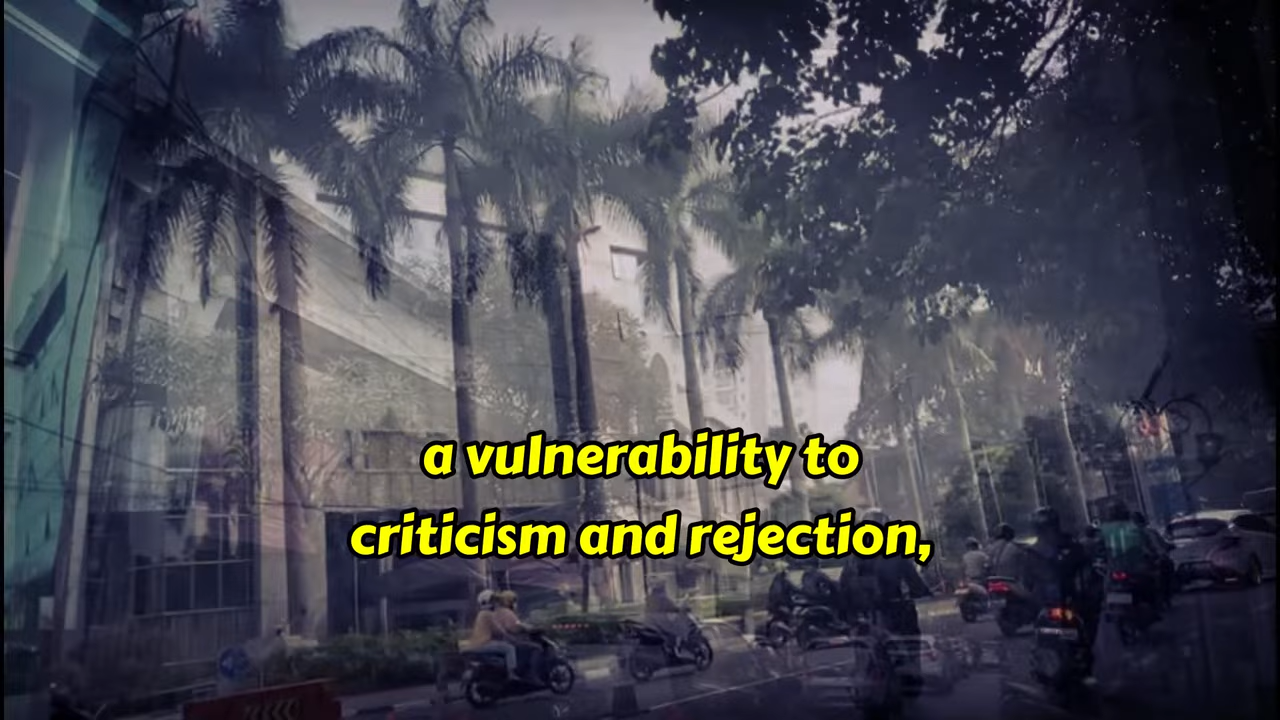 a vulnerability to
criticism and rejection,